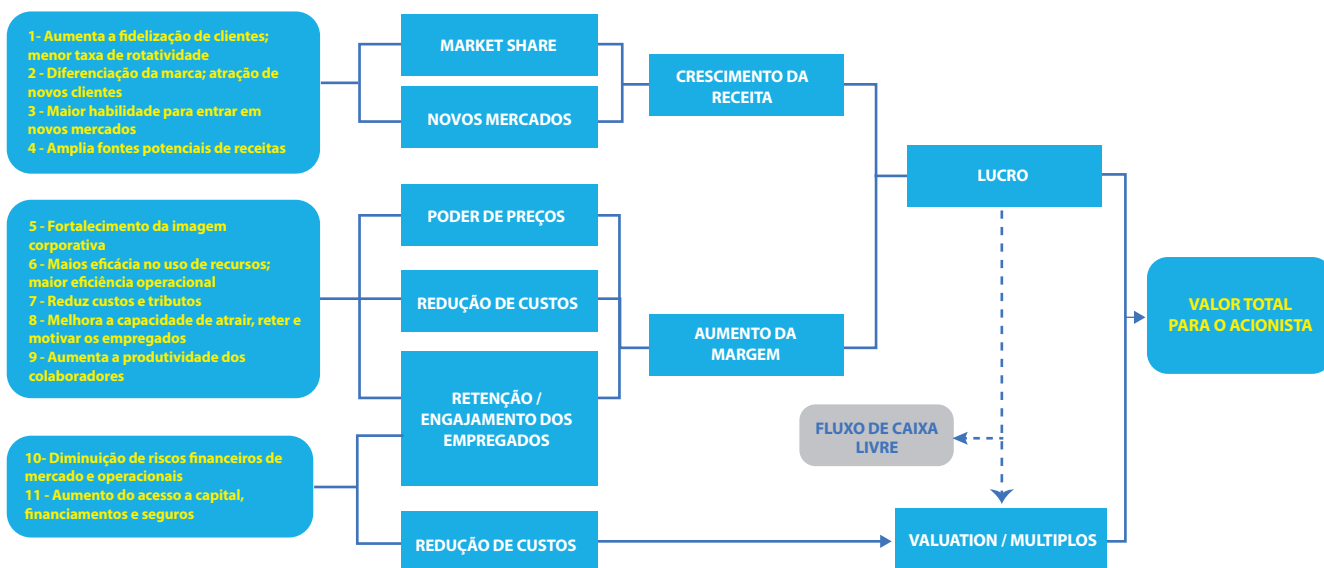 1- Aumenta a fidelização de clientes;
menor taxa de rotatividade
2 - Diferenciação da marca; atração de
novos clientes
3 - Maior habilidade para entrar em
novos mercados
4 - Amplia fontes potenciais de receitas
MARKET SHARE
NOVOS MERCADOS
CRESCIMENTO DA
RECEITA
LUCRO
5 - Fortalecimento da imagem
corporativa
6 - Maios eficácia no uso de recursos;
maior eficiência operacional
7 - Reduz custos e tributos
8 - Melhora a capacidade de atrair, reter e
motivar os empregados
9 - Aumenta a produtividade dos
colaboradores
PODER DE PREÇOS
REDUÇÃO DE CUSTOS
RETENÇÃO /
ENGAJAMENTO DOS
EMPREGADOS
AUMENTO DA
MARGEM
VALOR TOTAL
PARA O ACIONISTA
FLUXO DE CAIXA
LIVRE
10- Diminuição de riscos financeiros de
mercado e operacionais
11 - Aumento do acesso a capital,
financiamentos e seguros
REDUÇÃO DE CUSTOS
VALUATION / MULTIPLOS